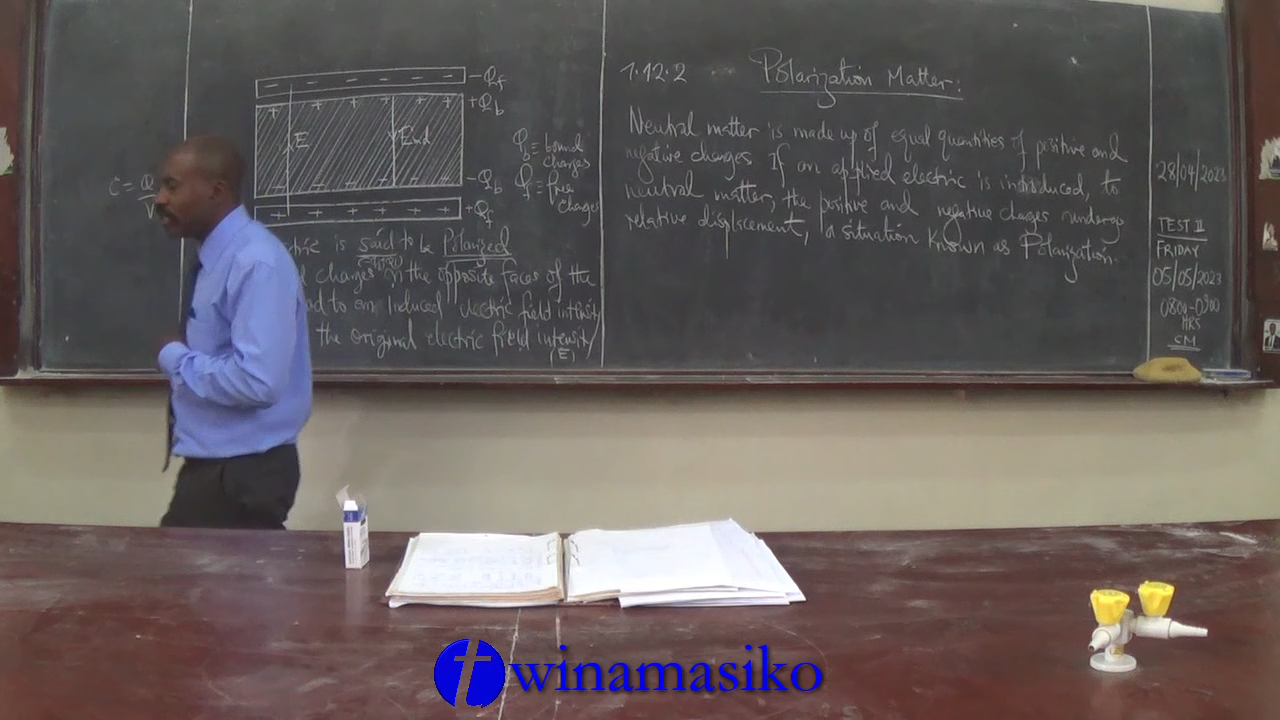 C = Q
V
- - - - - - -Qf
+ + + + + +Qb
E
Eind
- - - - - -Qb
+ + + + + + +Qf
Qb ≡ bound
charges
Qf ≡ free
charges
tric is said to be Polarized
charges in the opposite faces of the
to an induced electric field intensity
the original electric field intensity
(E)
1.12.2 Polarization Matter:
Neutral matter is made up of equal quantities of positive and
negative charges. If an applied electric is introduced, to
neutral matter, the positive and negative charges undergo
relative displacement, a situation known as Polarization.
28/04/2023
TEST II
FRIDAY
05/05/2023
0800-0900
HRS
CM
twinamasiko